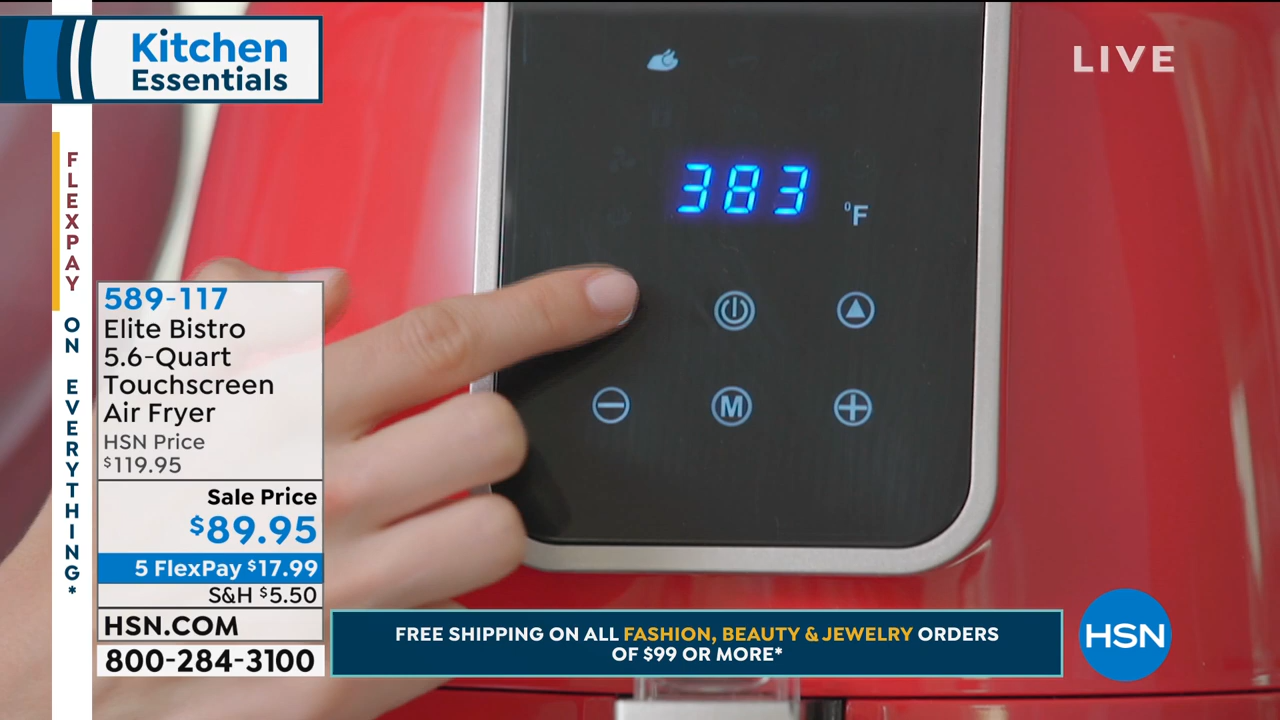 Kitchen
Essentials
LIVE
FLEXPAY ON EVERYTHING*
383
°F
M
589-117
Elite Bistro
5.6-Quart
Touchscreen
Air Fryer
HSN Price
$119.95
Sale Price
$89.95
5 FlexPay $17.99
S&H $5.50
HSN.COM
800-284-3100
FREE SHIPPING ON ALL FASHION, BEAUTY & JEWELRY ORDERS
OF $99 OR MORE*
HSN